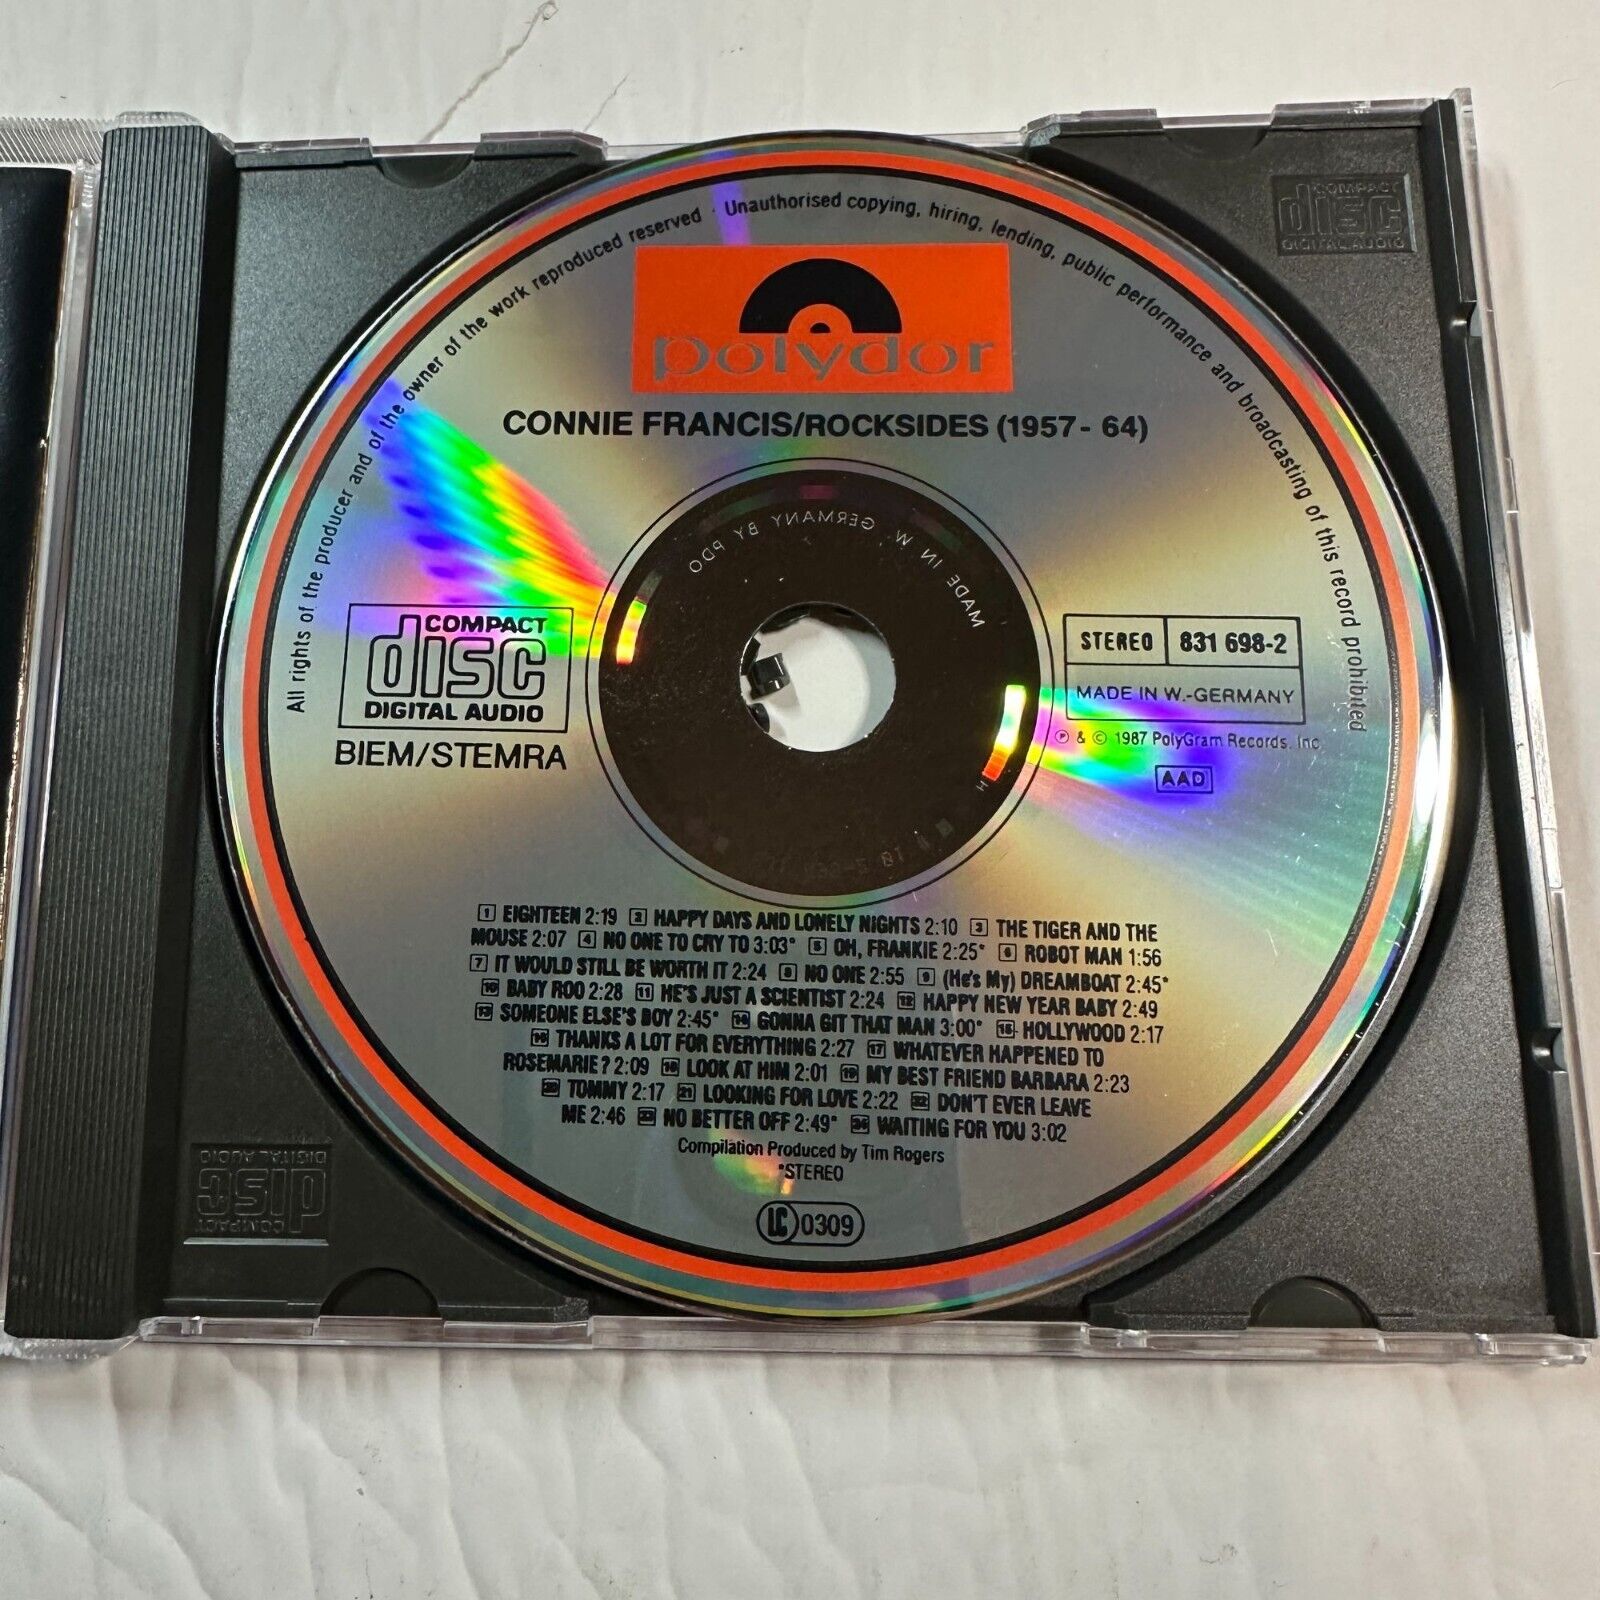 All rights of the producer and of the owner of the work reproduced reserved · Unauthorised copying, hiring, lending, public performance and broadcasting of this record prohibited
polydor
CONNIE FRANCIS/ROCKSIDES (1957-64)
MADE IN W. GERMANY BY PDO
COMPACT
disc
DIGITAL AUDIO
BIEM/STEMRA
STEREO 831 698-2
MADE IN W.-GERMANY
℗ & © 1987 PolyGram Records, Inc
AAD
1 EIGHTEEN 2:19 2 HAPPY DAYS AND LONELY NIGHTS 2:10 3 THE TIGER AND THE
MOUSE 2:07 4 NO ONE TO CRY TO 3:03* 5 OH, FRANKIE 2:25* 6 ROBOT MAN 1:56
7 IT WOULD STILL BE WORTH IT 2:24 8 NO ONE 2:55 9 (He's My) DREAMBOAT 2:45*
10 BABY ROO 2:28 11 HE'S JUST A SCIENTIST 2:24 12 HAPPY NEW YEAR BABY 2:49
13 SOMEONE ELSE'S BOY 2:45* 14 GONNA GIT THAT MAN 3:00* 15 HOLLYWOOD 2:17
16 THANKS A LOT FOR EVERYTHING 2:27 17 WHATEVER HAPPENED TO
ROSEMARIE? 2:09 18 LOOK AT HIM 2:01 19 MY BEST FRIEND BARBARA 2:23
20 TOMMY 2:17 21 LOOKING FOR LOVE 2:22 22 DON'T EVER LEAVE
ME 2:46 23 NO BETTER OFF 2:49* 24 WAITING FOR YOU 3:02
Compilation Produced by Tim Rogers
*STEREO
LC 0309
COMPACT
disc
DIGITAL AUDIO
COMPACT
disc
DIGITAL AUDIO